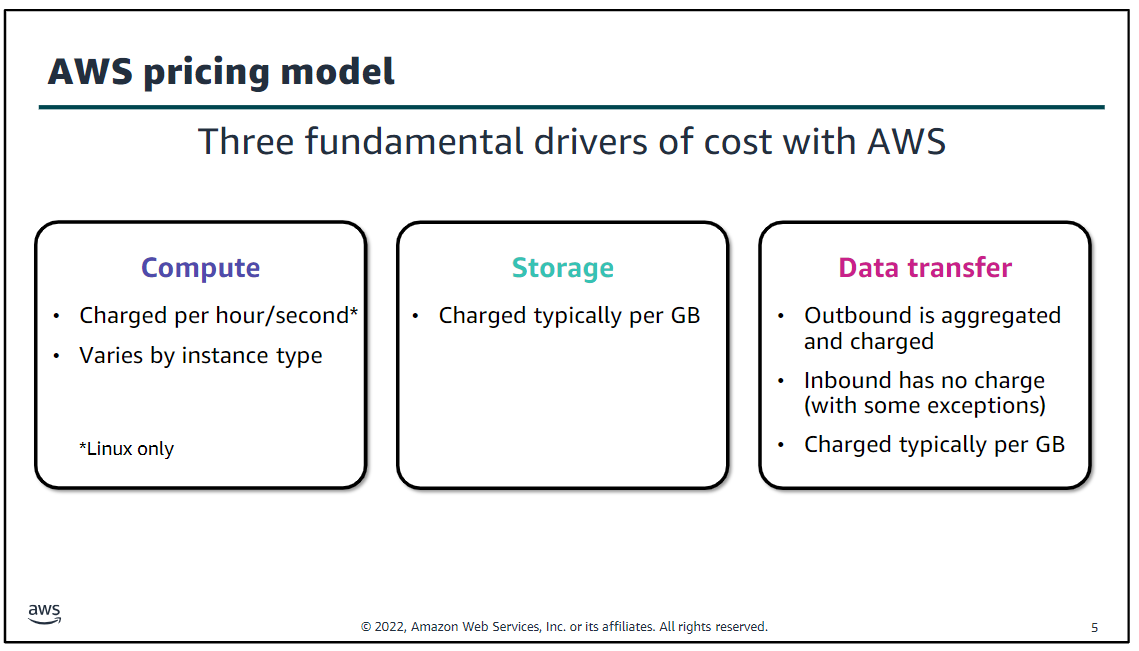 AWS pricing model
Three fundamental drivers of cost with AWS
Compute
• Charged per hour/second*
• Varies by instance type
*Linux only
Storage
• Charged typically per GB
Data transfer
• Outbound is aggregated
and charged
• Inbound has no charge
(with some exceptions)
• Charged typically per GB
aws
© 2022, Amazon Web Services, Inc. or its affiliates. All rights reserved.
5